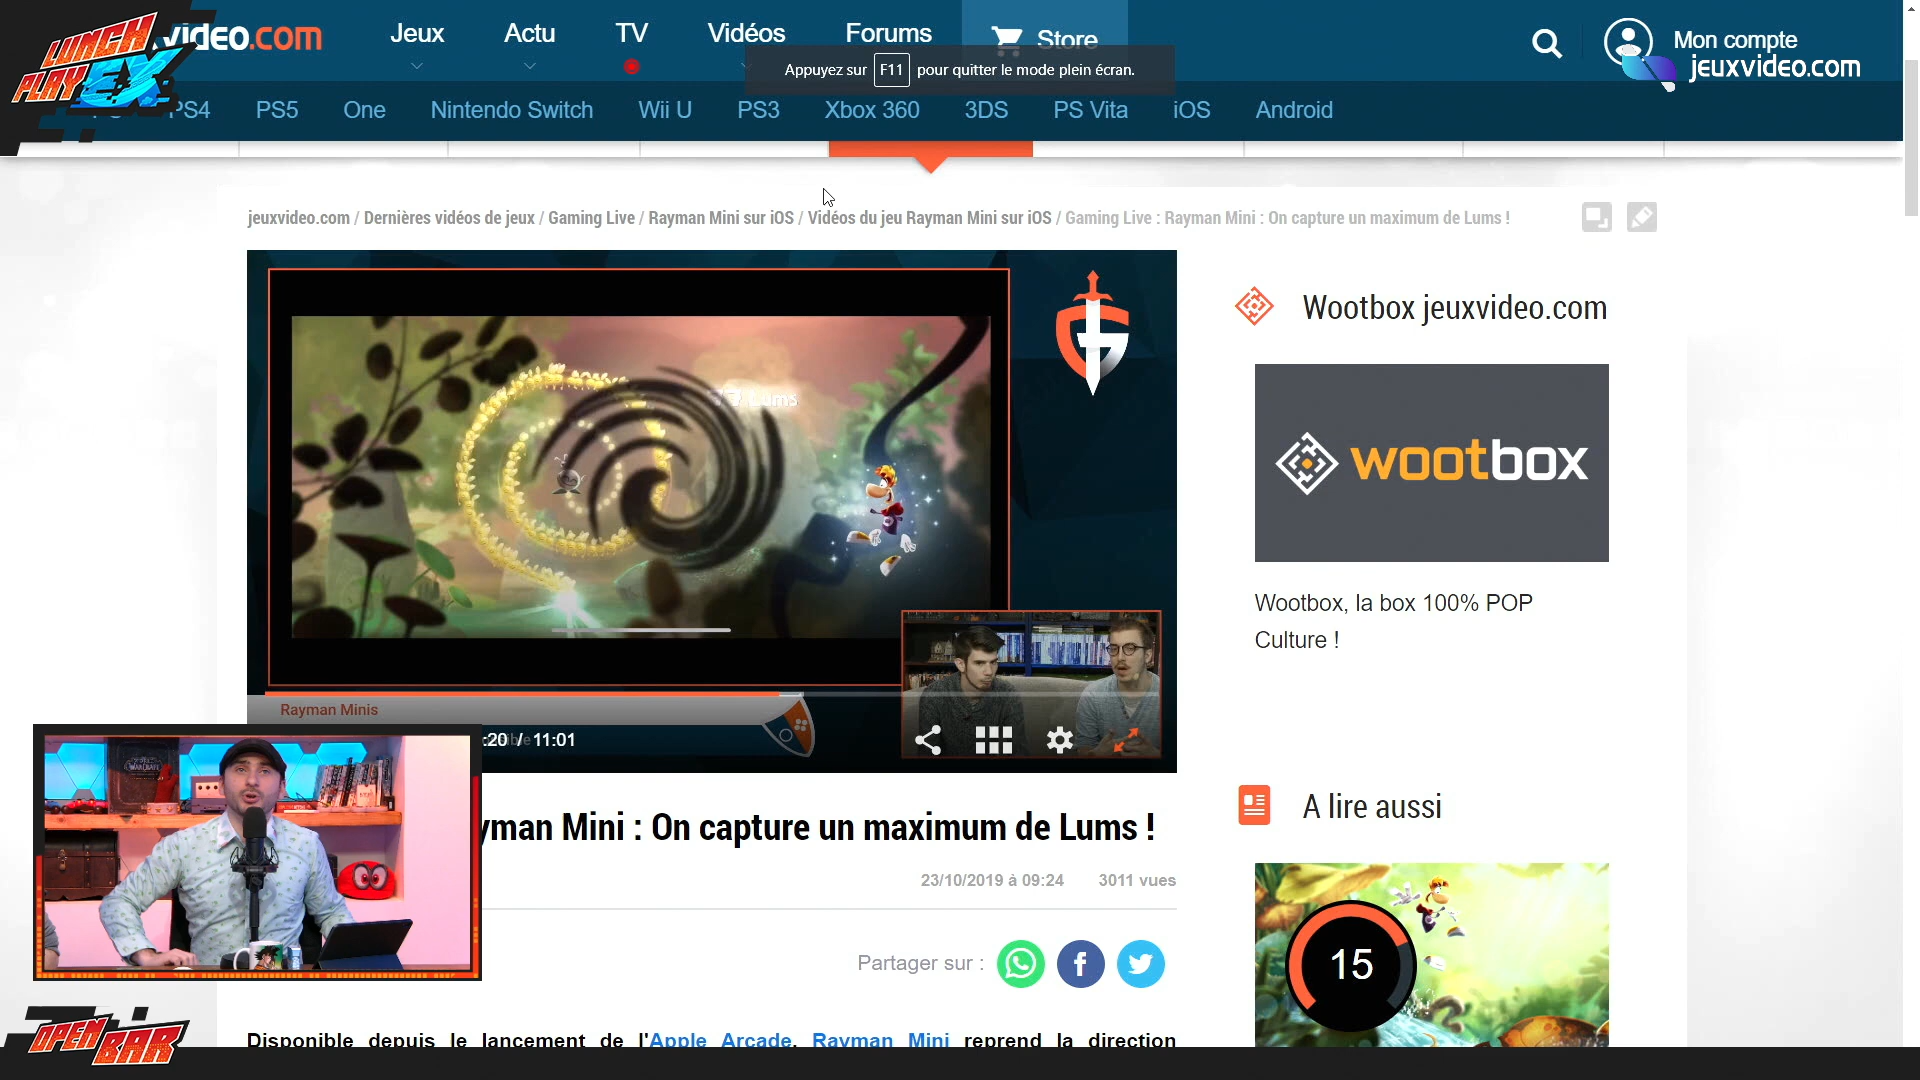 LUNCH
PLAY EX
video.com
Jeux
Actu
TV
Vidéos
Forums
Store
Mon compte
jeuxvideo.com
Appuyez sur F11 pour quitter le mode plein écran.
PS4
PS5
One
Nintendo Switch
Wii U
PS3
Xbox 360
3DS
PS Vita
iOS
Android
jeuxvideo.com / Dernières vidéos de jeux / Gaming Live / Rayman Mini sur iOS / Vidéos du jeu Rayman Mini sur iOS / Gaming Live : Rayman Mini : On capture un maximum de Lums !
Lums
Rayman Minis
:20 / 11:01
Wootbox jeuxvideo.com
wootbox
Wootbox, la box 100% POP
Culture !
yman Mini : On capture un maximum de Lums !
23/10/2019 à 09:24
3011 vues
Partager sur :
A lire aussi
15
Disponible depuis le lancement de l'Apple Arcade, Rayman Mini reprend la direction
OPEN BAR